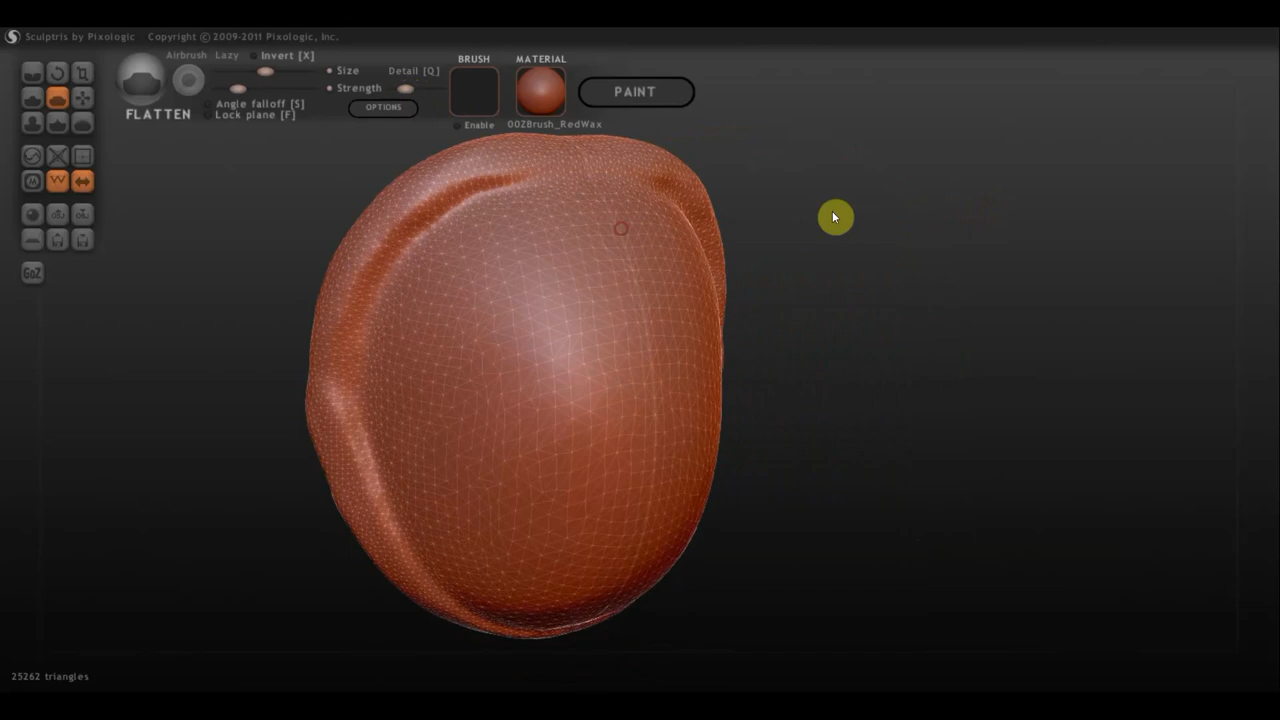 Sculptris by Pixologic Copyright © 2009-2011 Pixologic, Inc.
Airbrush Lazy Invert [X]
Size Detail [Q]
Strength
Angle falloff [S]
Lock plane [F]
OPTIONS
FLATTEN
BRUSH
Enable
MATERIAL
00ZBrush_RedWax
PAINT
GoZ
25262 triangles